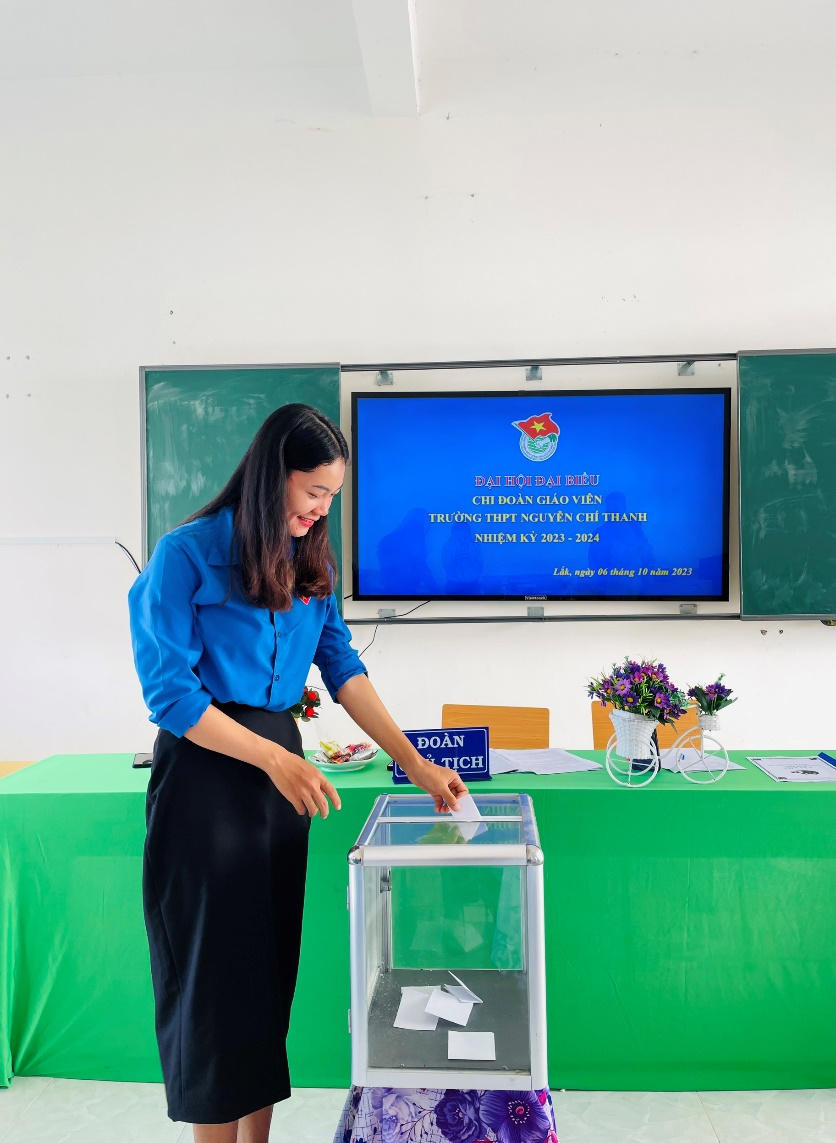 ĐẠI HỘI ĐẠI BIỂU
CHI ĐOÀN GIÁO VIÊN
TRƯỜNG THPT NGUYỄN CHÍ THANH
NHIỆM KỲ 2023 - 2024
Lắk, ngày 06 tháng 10 năm 2023
ĐOÀN
TỊCH